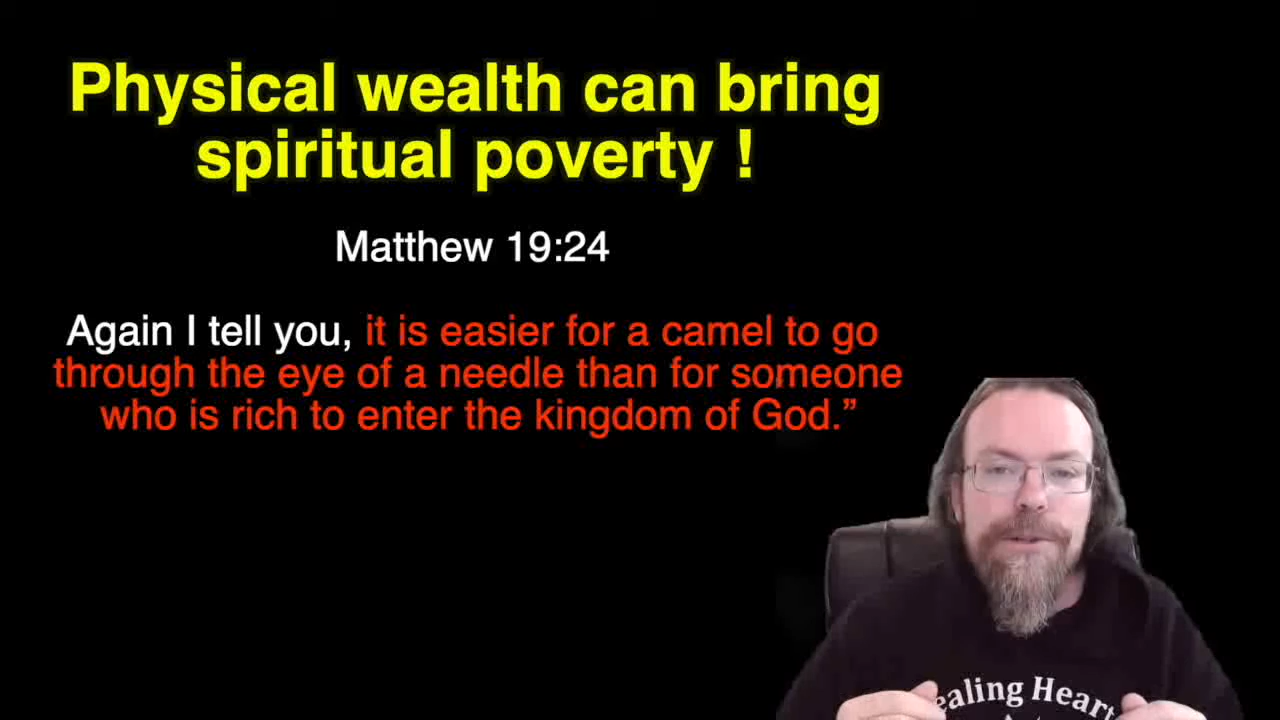 Physical wealth can bring
spiritual poverty !
Matthew 19:24
Again I tell you, it is easier for a camel to go
through the eye of a needle than for someone
who is rich to enter the kingdom of God.”